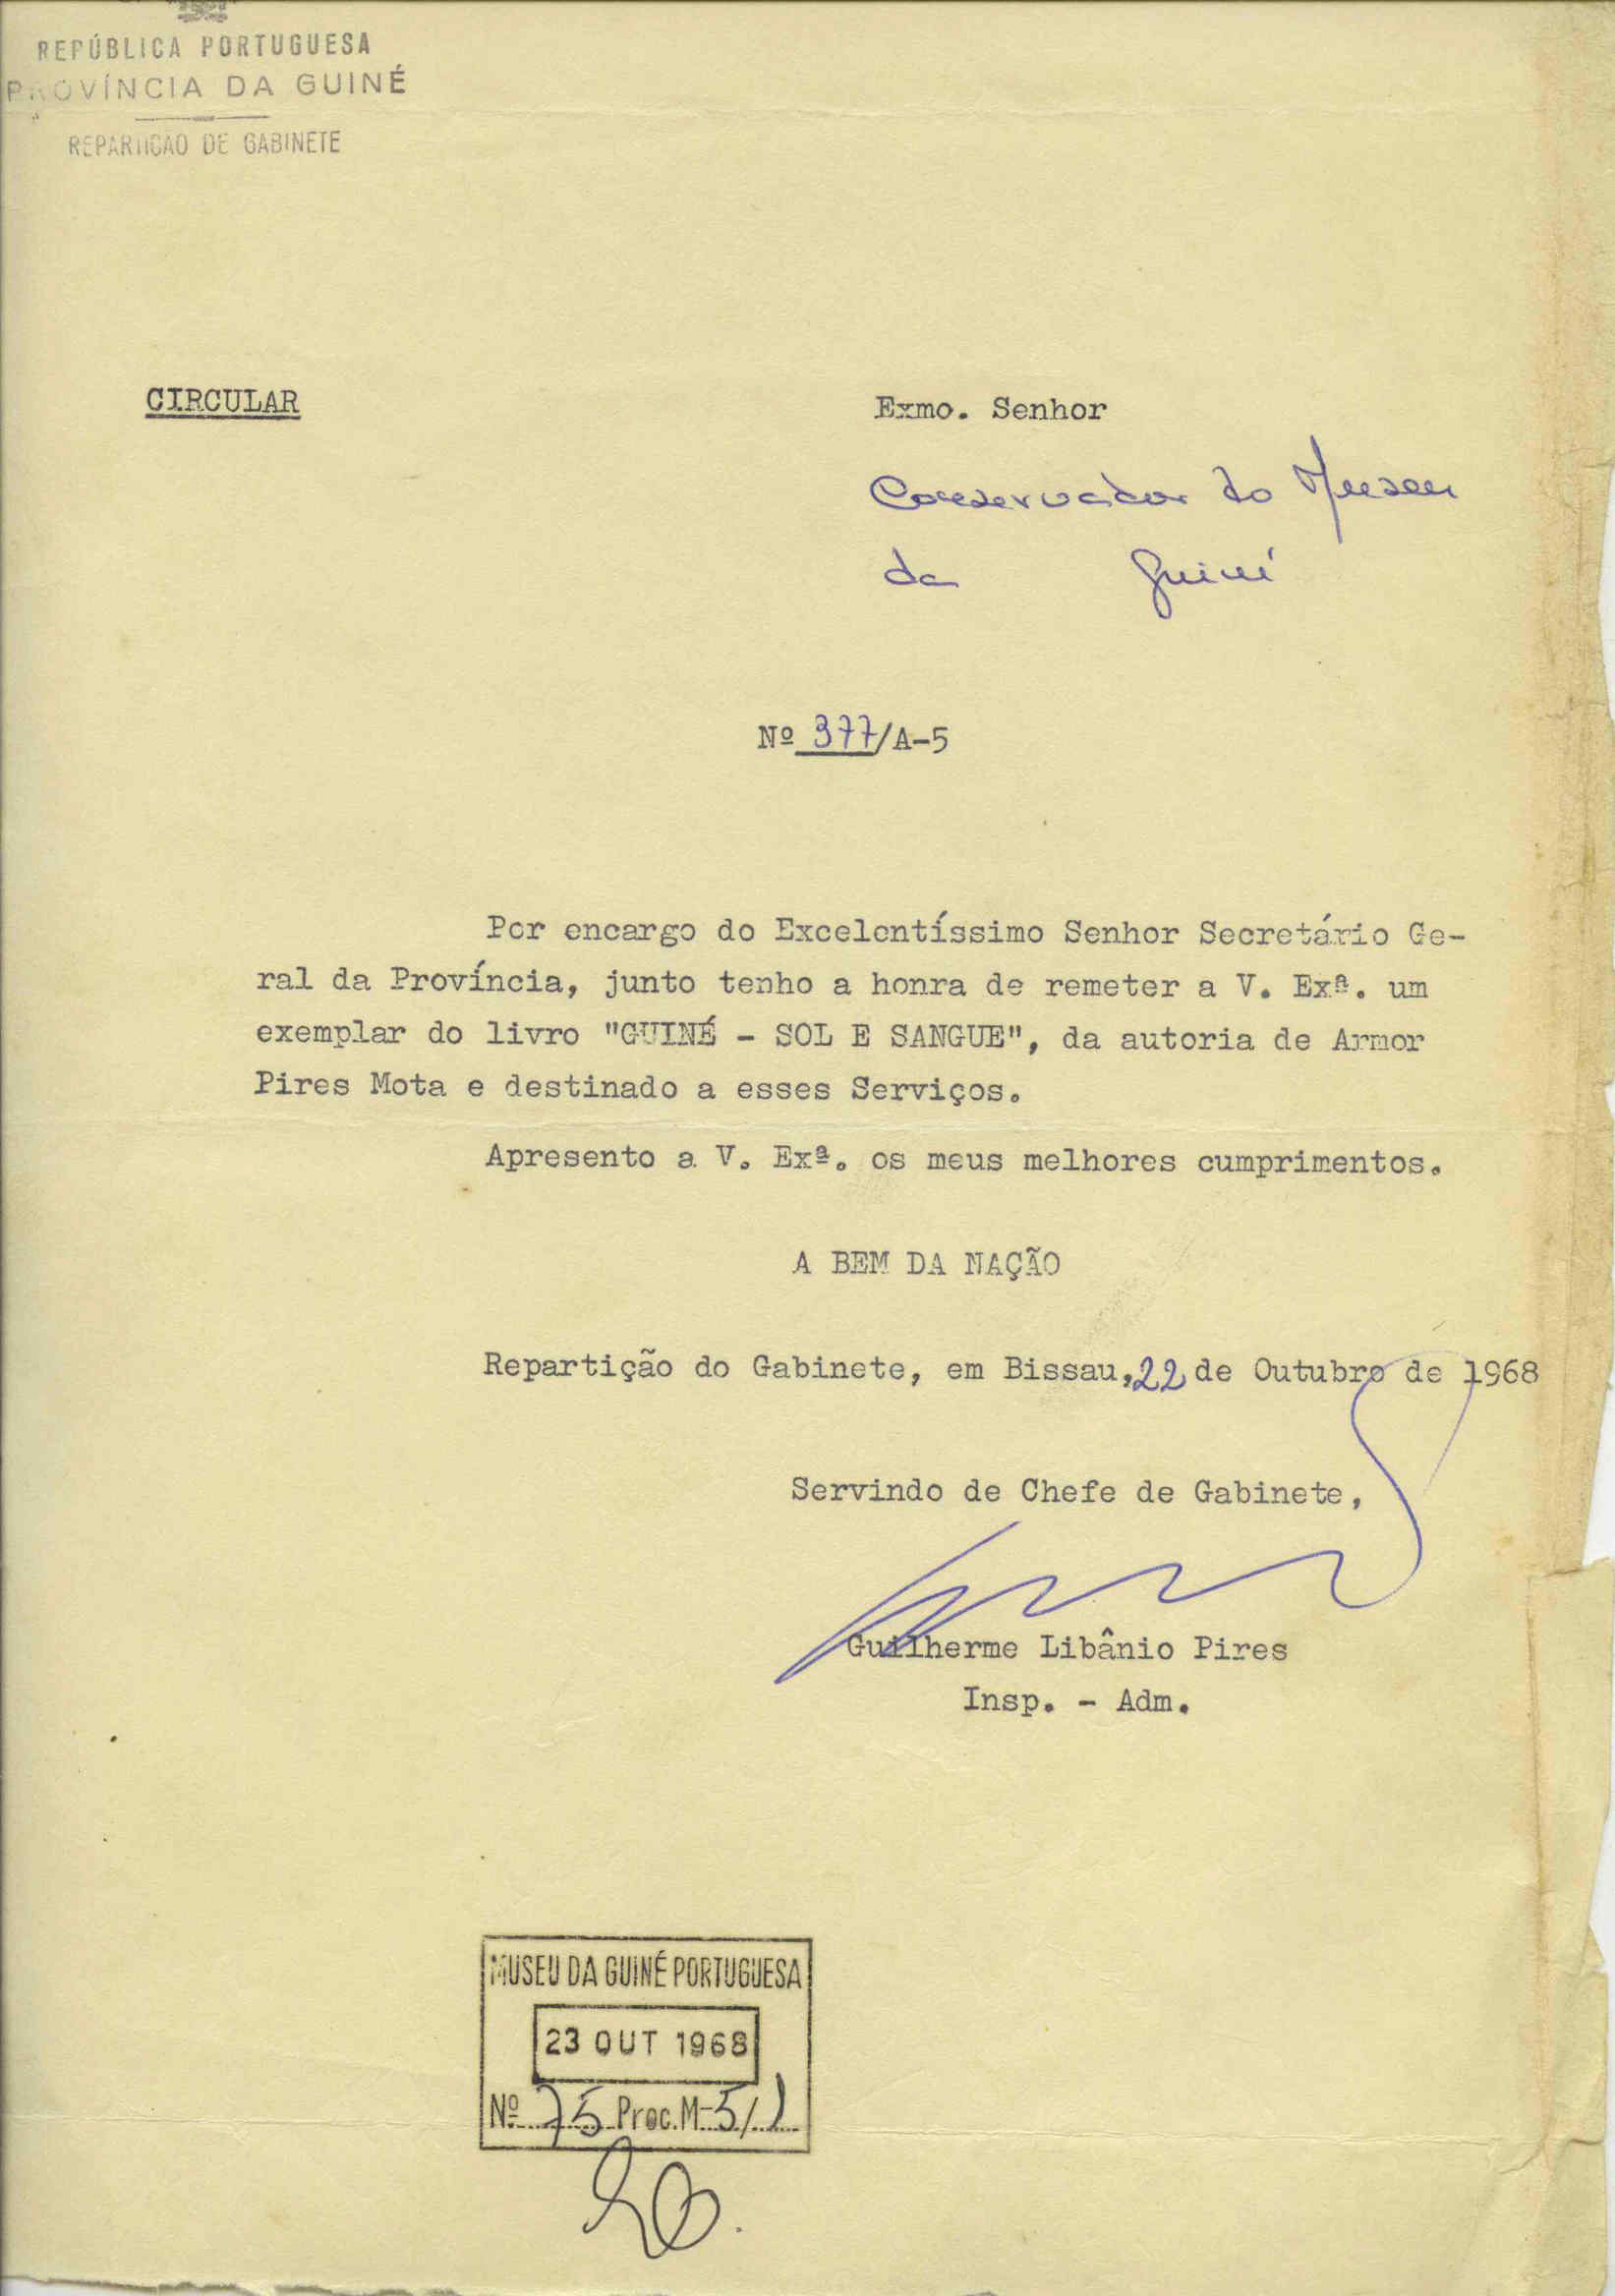 REPÚBLICA PORTUGUESA
PROVÍNCIA DA GUINÉ
REPARTIÇÃO DE GABINETE
CIRCULAR
Exmo. Senhor
Conservador do Museu
da Guiné
Nº 377/A-5
Por encargo do Excelentíssimo Senhor Secretário Ge-
ral da Província, junto tenho a honra de remeter a V. Exª. um
exemplar do livro "GUINÉ - SOL E SANGUE", da autoria de Armor
Pires Mota e destinado a esses Serviços.
Apresento a V. Exª. os meus melhores cumprimentos.
A BEM DA NAÇÃO
Repartição do Gabinete, em Bissau, 22 de Outubro de 1968
Servindo de Chefe de Gabinete,
Guilherme Libânio Pires
Insp. - Adm.
MUSEU DA GUINÉ PORTUGUESA
23 OUT 1968
Nº 75 Proc. M-5/1